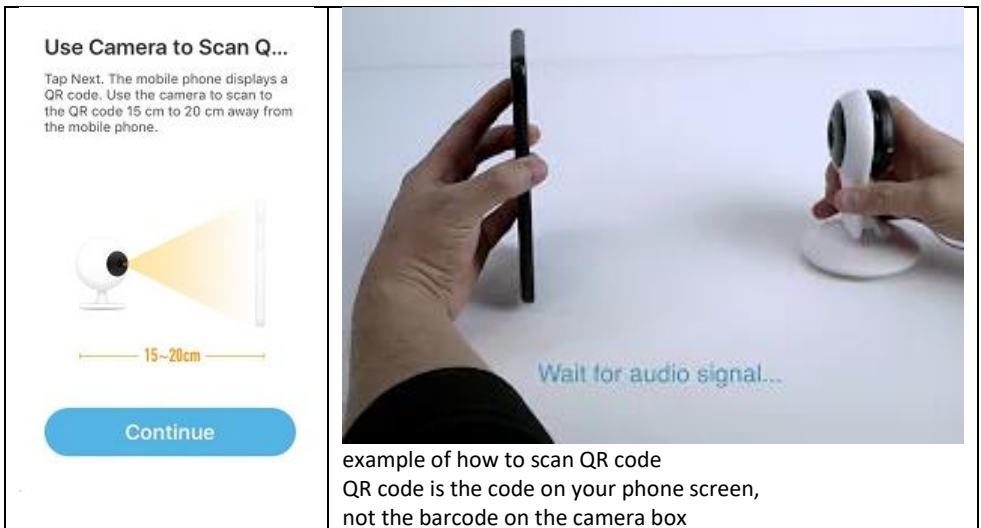 Use Camera to Scan Q...
Tap Next. The mobile phone displays a
QR code. Use the camera to scan to
the QR code 15 cm to 20 cm away from
the mobile phone.
15~20cm
Continue
Wait for audio signal...
example of how to scan QR code
QR code is the code on your phone screen,
not the barcode on the camera box